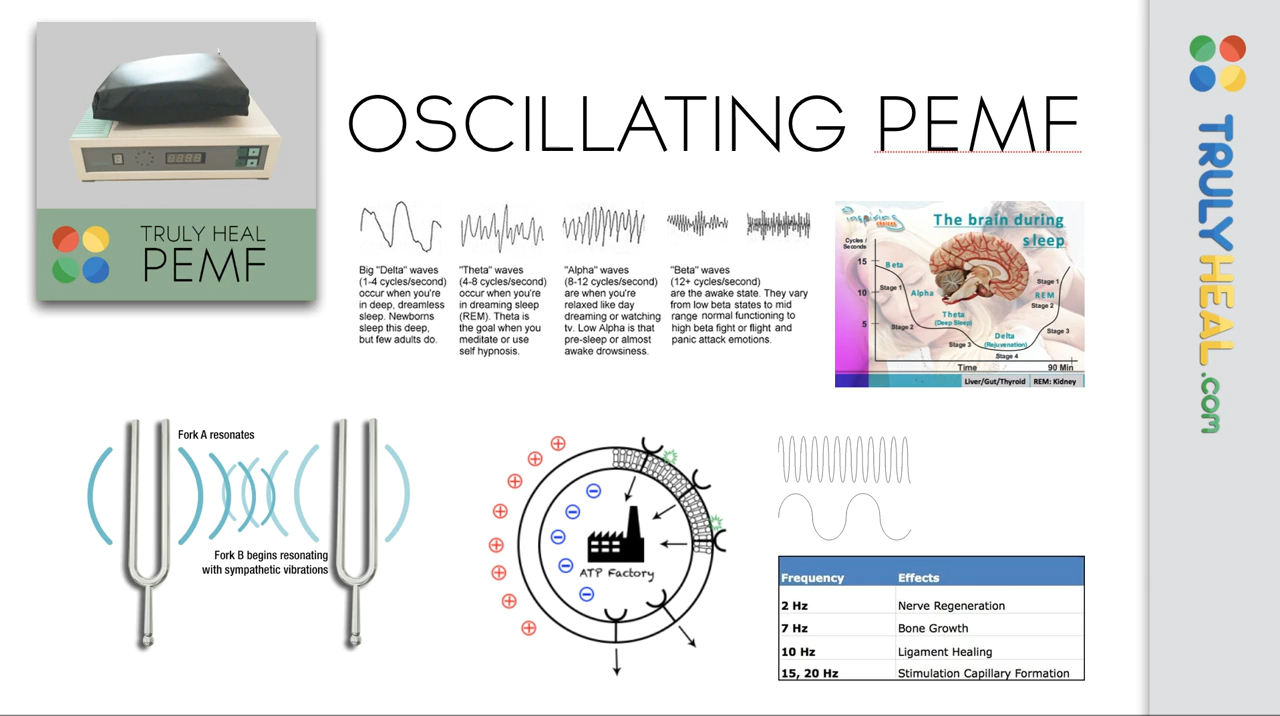 OSCILLATING PEMF
TRULY HEAL
PEMF
TRULYHEAL.com
Big "Delta" waves
(1-4 cycles/second)
occur when you're
in deep, dreamless
sleep. Newborns
sleep this deep,
but few adults do.
"Theta" waves
(4-8 cycles/second)
occur when you're
in dreaming sleep
(REM). Theta is
the goal when you
meditate or use
self hypnosis.
"Alpha" waves
(8-12 cycles/second)
are when you're
relaxed like day
dreaming or watching
tv. Low Alpha is that
pre-sleep or almost
awake drowsiness.
"Beta" waves
(12+ cycles/second)
are the awake state. They vary
from low beta states to mid
range normal functioning to
high beta fight or flight and
panic attack emotions.
The brain during
sleep
Cycles /
Seconds
15
10
5
Beta
Stage 1
Alpha
Stage 2
Theta
(Deep Sleep)
Stage 3
Delta
(Rejuvenation)
Stage 4
Stage 1
REM
Stage 2
Stage 3
Time
90 Min
Liver/Gut/Thyroid
REM: Kidney
Fork A resonates
Fork B begins resonating
with sympathetic vibrations
ATP Factory
Frequency Effects
2 Hz Nerve Regeneration
7 Hz Bone Growth
10 Hz Ligament Healing
15, 20 Hz Stimulation Capillary Formation